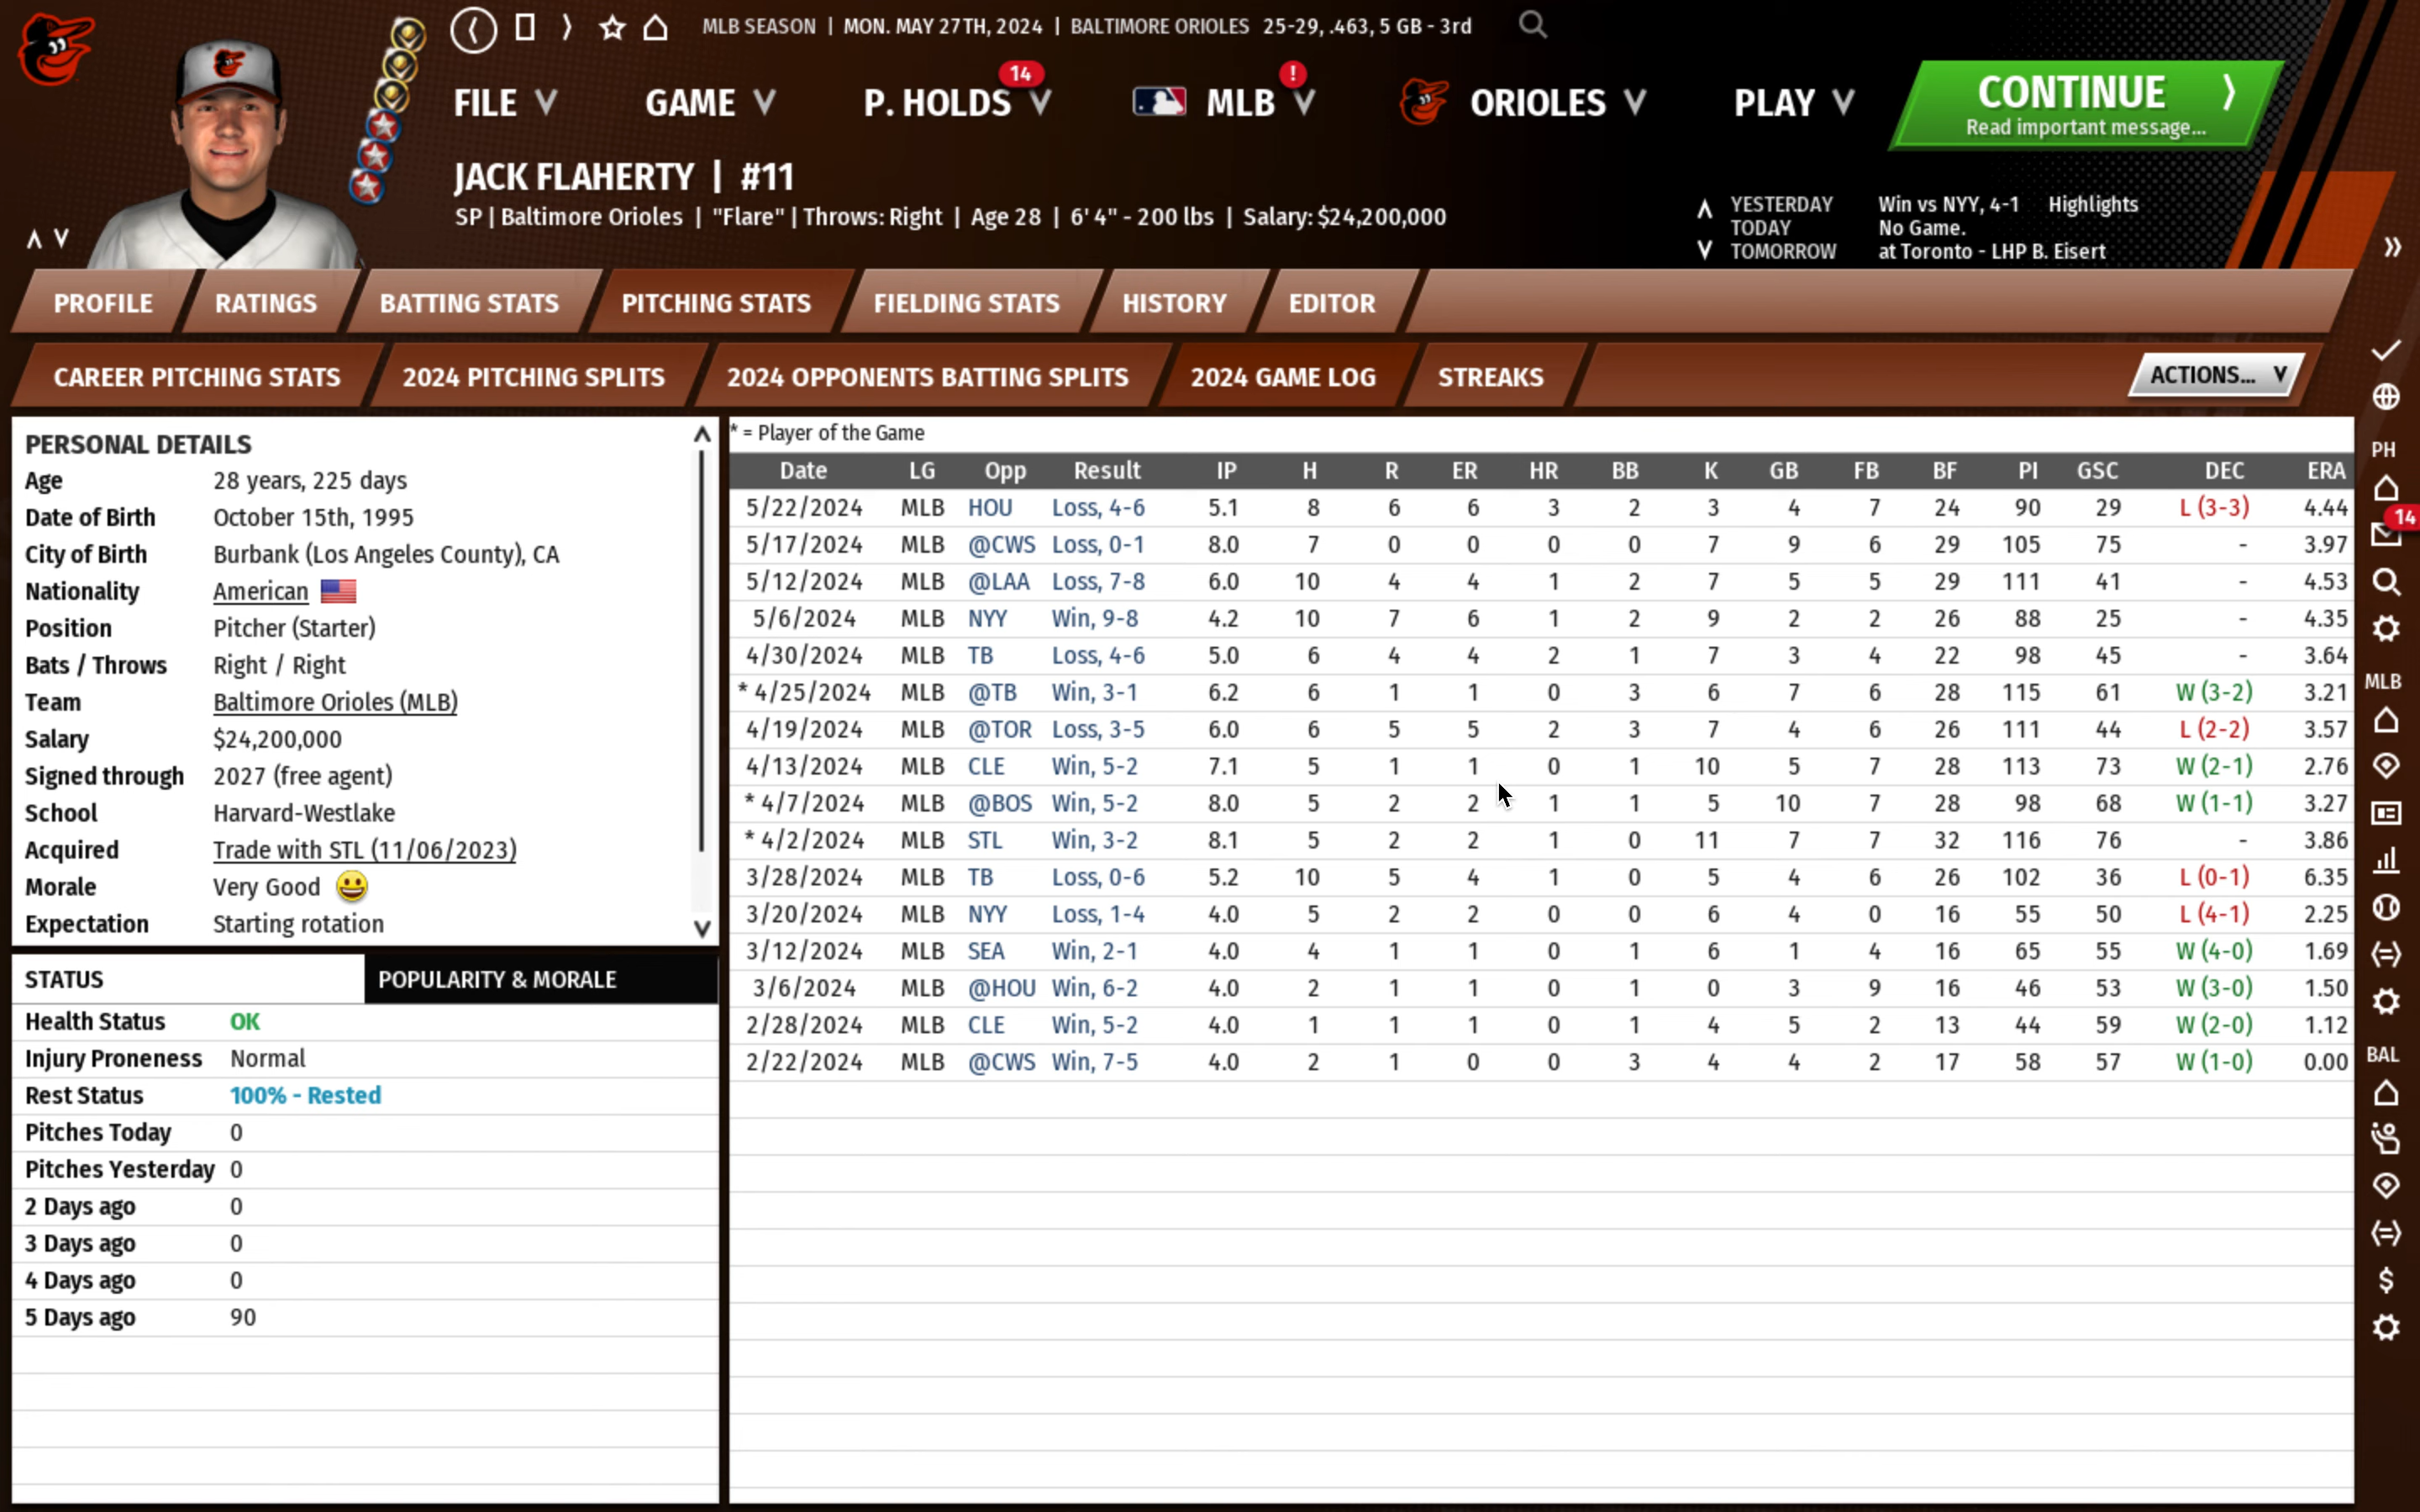 MLB SEASON | MON. MAY 27TH, 2024 | BALTIMORE ORIOLES 25-29, .463, 5 GB - 3rd
FILE GAME P. HOLDS 14 MLB ! ORIOLES PLAY
CONTINUE
Read important message...
JACK FLAHERTY | #11
SP | Baltimore Orioles | "Flare" | Throws: Right | Age 28 | 6' 4" - 200 lbs | Salary: $24,200,000
YESTERDAY Win vs NYY, 4-1 Highlights
TODAY No Game.
TOMORROW at Toronto - LHP B. Eisert
PROFILE RATINGS BATTING STATS PITCHING STATS FIELDING STATS HISTORY EDITOR
CAREER PITCHING STATS 2024 PITCHING SPLITS 2024 OPPONENTS BATTING SPLITS 2024 GAME LOG STREAKS ACTIONS...
PERSONAL DETAILS
Age 28 years, 225 days
Date of Birth October 15th, 1995
City of Birth Burbank (Los Angeles County), CA
Nationality American
Position Pitcher (Starter)
Bats / Throws Right / Right
Team Baltimore Orioles (MLB)
Salary $24,200,000
Signed through 2027 (free agent)
School Harvard-Westlake
Acquired Trade with STL (11/06/2023)
Morale Very Good
Expectation Starting rotation
STATUS POPULARITY & MORALE
Health Status OK
Injury Proneness Normal
Rest Status 100% - Rested
Pitches Today 0
Pitches Yesterday 0
2 Days ago 0
3 Days ago 0
4 Days ago 0
5 Days ago 90
* = Player of the Game
Date LG Opp Result IP H R ER HR BB K GB FB BF PI GSC DEC ERA
5/22/2024 MLB HOU Loss, 4-6 5.1 8 6 6 3 2 3 4 7 24 90 29 L (3-3) 4.44
5/17/2024 MLB @CWS Loss, 0-1 8.0 7 0 0 0 0 7 9 6 29 105 75 - 3.97
5/12/2024 MLB @LAA Loss, 7-8 6.0 10 4 4 1 2 7 5 5 29 111 41 - 4.53
5/6/2024 MLB NYY Win, 9-8 4.2 10 7 6 1 2 9 2 2 26 88 25 - 4.35
4/30/2024 MLB TB Loss, 4-6 5.0 6 4 4 2 1 7 3 4 22 98 45 - 3.64
* 4/25/2024 MLB @TB Win, 3-1 6.2 6 1 1 0 3 6 7 6 28 115 61 W (3-2) 3.21
4/19/2024 MLB @TOR Loss, 3-5 6.0 6 5 5 2 3 7 4 6 26 111 44 L (2-2) 3.57
4/13/2024 MLB CLE Win, 5-2 7.1 5 1 1 0 1 10 5 7 28 113 73 W (2-1) 2.76
* 4/7/2024 MLB @BOS Win, 5-2 8.0 5 2 2 1 1 5 10 7 28 98 68 W (1-1) 3.27
* 4/2/2024 MLB STL Win, 3-2 8.1 5 2 2 1 0 11 7 7 32 116 76 - 3.86
3/28/2024 MLB TB Loss, 0-6 5.2 10 5 4 1 0 5 4 6 26 102 36 L (0-1) 6.35
3/20/2024 MLB NYY Loss, 1-4 4.0 5 2 2 0 0 6 4 0 16 55 50 L (4-1) 2.25
3/12/2024 MLB SEA Win, 2-1 4.0 4 1 1 0 1 6 1 4 16 65 55 W (4-0) 1.69
3/6/2024 MLB @HOU Win, 6-2 4.0 2 1 1 0 1 0 3 9 16 46 53 W (3-0) 1.50
2/28/2024 MLB CLE Win, 5-2 4.0 1 1 1 0 1 4 5 2 13 44 59 W (2-0) 1.12
2/22/2024 MLB @CWS Win, 7-5 4.0 2 1 0 0 3 4 4 2 17 58 57 W (1-0) 0.00
PH
14
MLB
BAL
$